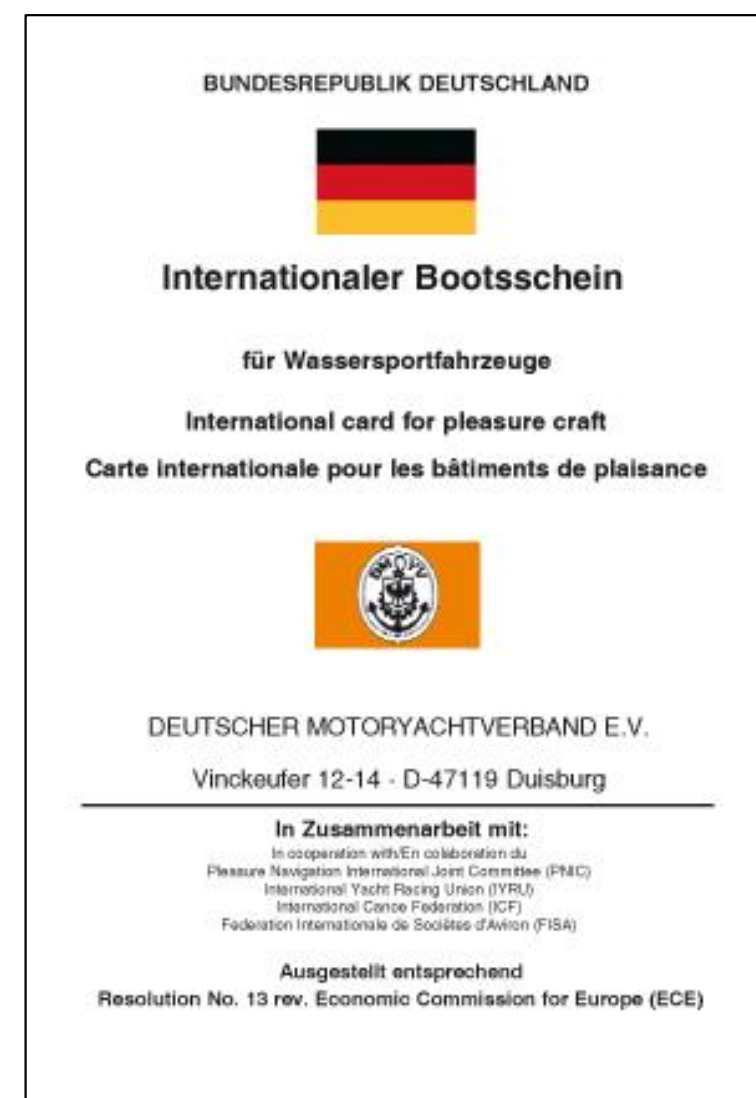 BUNDESREPUBLIK DEUTSCHLAND
Internationaler Bootsschein
für Wassersportfahrzeuge
International card for pleasure craft
Carte internationale pour les bâtiments de plaisance
DMYV
DEUTSCHER MOTORYACHTVERBAND E.V.
Vinckeufer 12-14 - D-47119 Duisburg
In Zusammenarbeit mit:
In cooperation with/En colaboration du
Pleasure Navigation International Joint Committee (PNIC)
International Yacht Racing Union (IYRU)
International Canoe Federation (ICF)
Federation Internationale de Sociètes d'Aviron (FISA)
Ausgestellt entsprechend
Resolution No. 13 rev. Economic Commission for Europe (ECE)